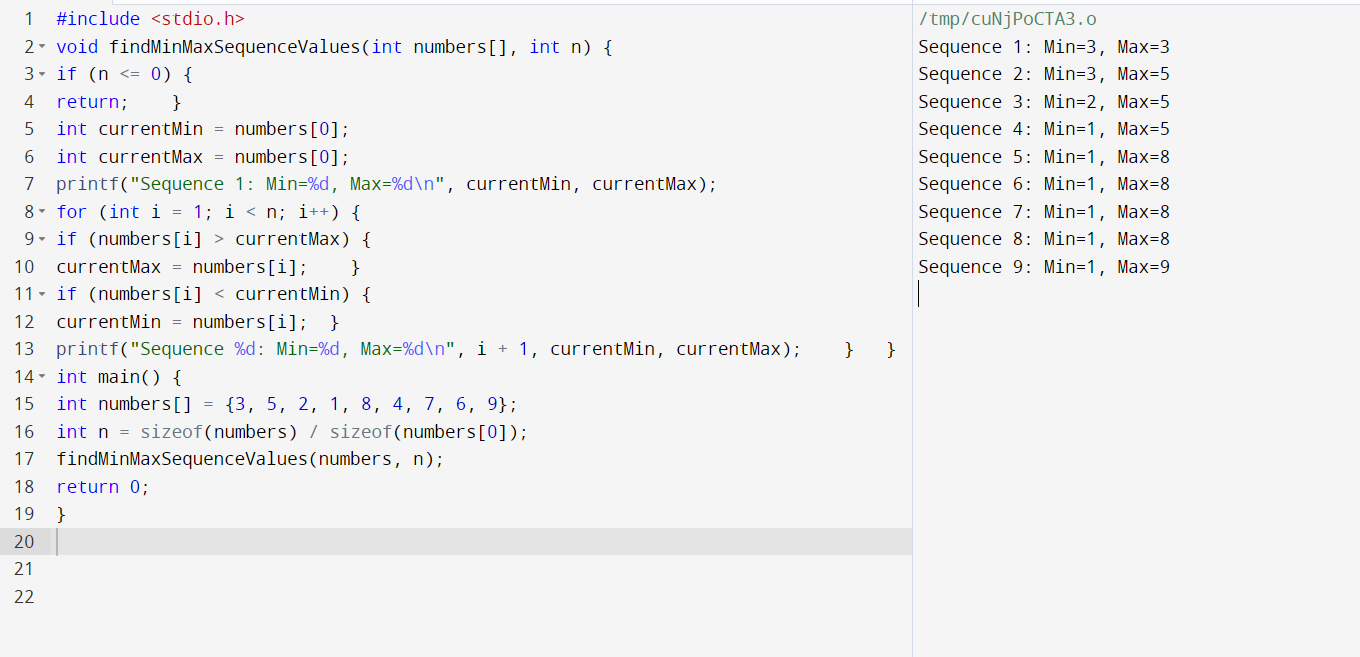 1 #include <stdio.h>
2 void findMinMaxSequenceValues(int numbers[], int n) {
3 if (n <= 0) {
4 return;    }
5 int currentMin = numbers[0];
6 int currentMax = numbers[0];
7 printf("Sequence 1: Min=%d, Max=%d\n", currentMin, currentMax);
8 for (int i = 1; i < n; i++) {
9 if (numbers[i] > currentMax) {
10 currentMax = numbers[i];    }
11 if (numbers[i] < currentMin) {
12 currentMin = numbers[i];  }
13 printf("Sequence %d: Min=%d, Max=%d\n", i + 1, currentMin, currentMax);    }   }
14 int main() {
15 int numbers[] = {3, 5, 2, 1, 8, 4, 7, 6, 9};
16 int n = sizeof(numbers) / sizeof(numbers[0]);
17 findMinMaxSequenceValues(numbers, n);
18 return 0;
19 }
20
21
22
/tmp/cuNjPoCTA3.o
Sequence 1: Min=3, Max=3
Sequence 2: Min=3, Max=5
Sequence 3: Min=2, Max=5
Sequence 4: Min=1, Max=5
Sequence 5: Min=1, Max=8
Sequence 6: Min=1, Max=8
Sequence 7: Min=1, Max=8
Sequence 8: Min=1, Max=8
Sequence 9: Min=1, Max=9